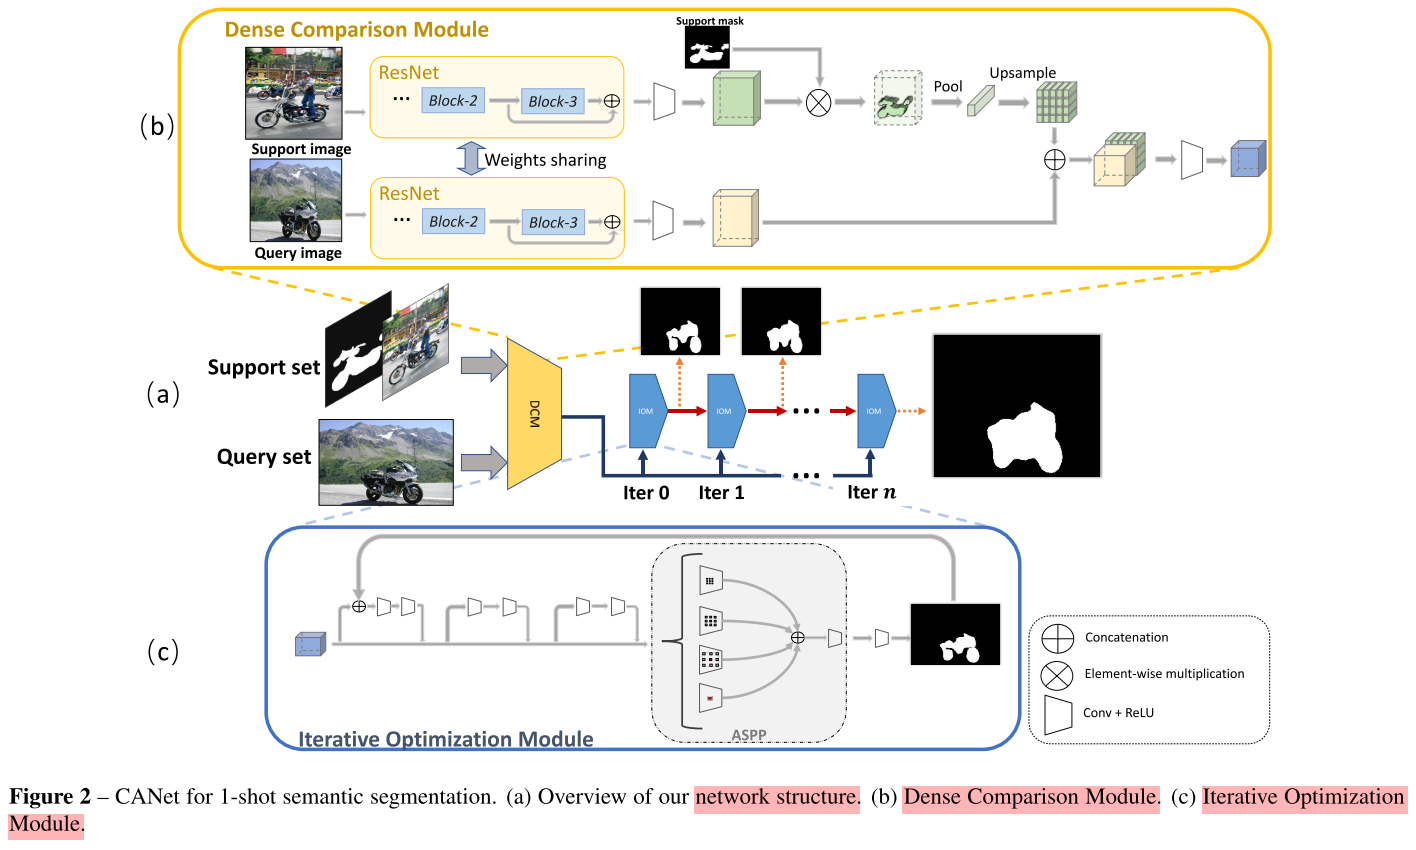 Dense Comparison Module
Support mask
ResNet
... Block-2 Block-3
Pool
Upsample
Support image
(b)
Weights sharing
ResNet
... Block-2 Block-3
Query image
Support set
(a)
DCM
IOM IOM ... IOM
Query set
...
Iter 0 Iter 1 Iter n
(c)
ASPP
Iterative Optimization Module
Concatenation
Element-wise multiplication
Conv + ReLU
Figure 2 – CANet for 1-shot semantic segmentation. (a) Overview of our network structure. (b) Dense Comparison Module. (c) Iterative Optimization
Module.